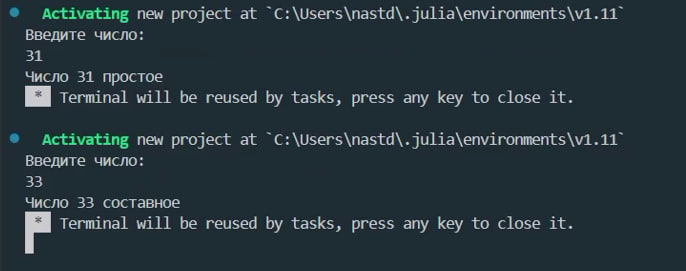 Activating new project at `C:\Users\nastd\.julia\environments\v1.11`
Введите число:
31
Число 31 простое
* Terminal will be reused by tasks, press any key to close it.
Activating new project at `C:\Users\nastd\.julia\environments\v1.11`
Введите число:
33
Число 33 составное
* Terminal will be reused by tasks, press any key to close it.